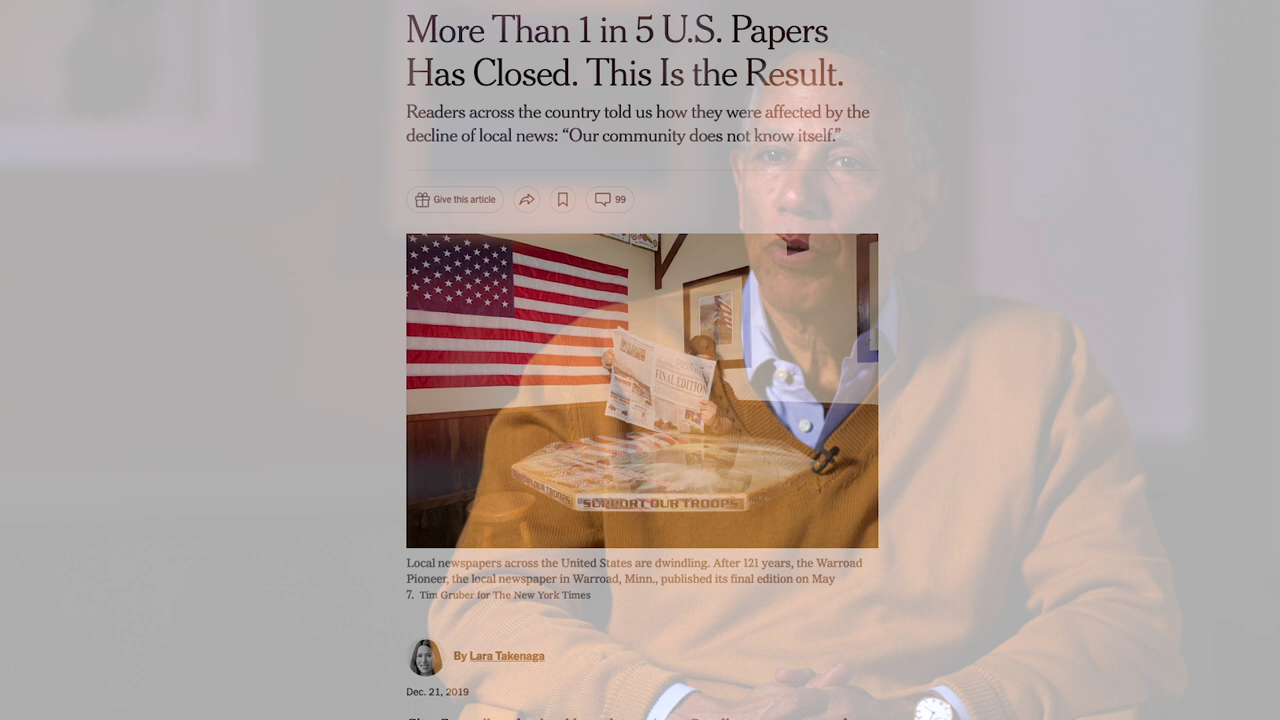 More Than 1 in 5 U.S. Papers
Has Closed. This Is the Result.
Readers across the country told us how they were affected by the
decline of local news: “Our community does not know itself.”
Give this article
99
FINAL EDITION
SUPPORT OUR TROOPS
SUPPORT OUR TROOPS
Local newspapers across the United States are dwindling. After 121 years, the Warroad
Pioneer, the local newspaper in Warroad, Minn., published its final edition on May
7. Tim Gruber for The New York Times
By Lara Takenaga
Dec. 21, 2019